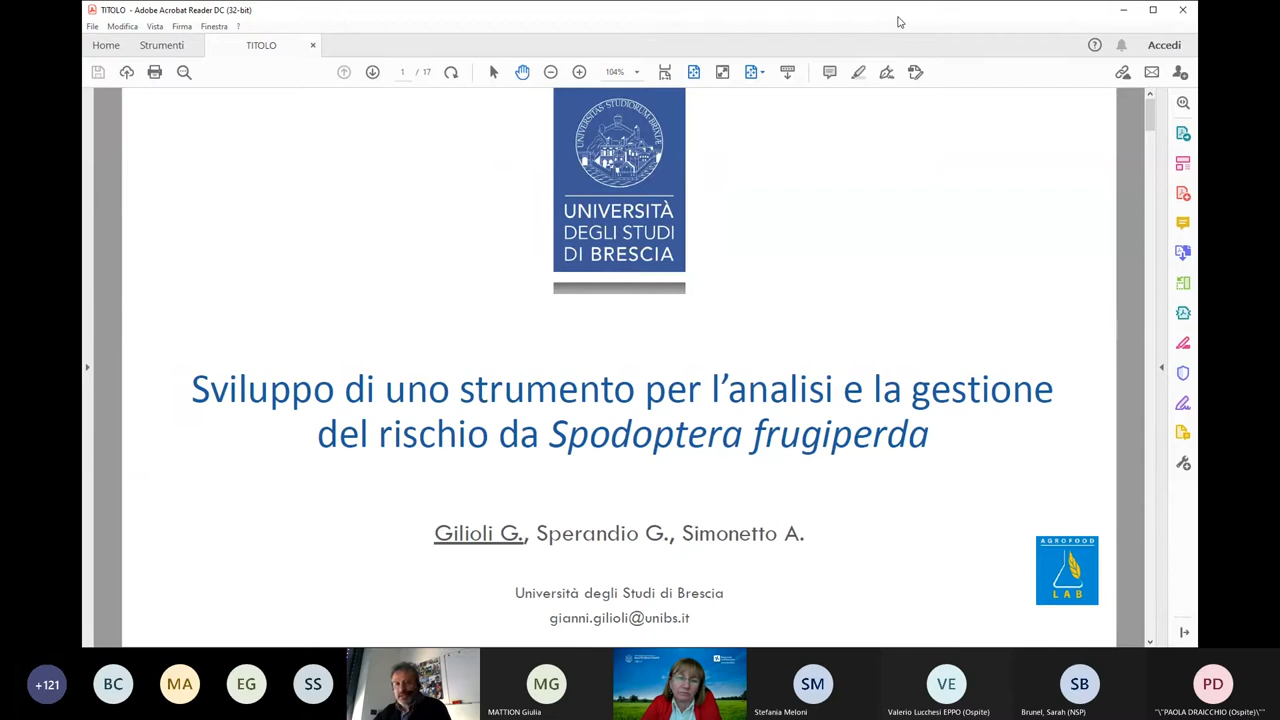 TITOLO - Adobe Acrobat Reader DC (32-bit)
File Modifica Vista Firma Finestra ?
Home Strumenti TITOLO × Accedi
1 / 17 104%
UNIVERSITÀ
DEGLI STUDI
DI BRESCIA
Sviluppo di uno strumento per l’analisi e la gestione
del rischio da Spodoptera frugiperda
Gilioli G., Sperandio G., Simonetto A.
AGROFOOD
LAB
Università degli Studi di Brescia
gianni.gilioli@unibs.it
+121 BC MA EG SS MG SM VE SB PD
MATTION Giulia Stefania Meloni Valerio Lucchesi EPPO (Ospite) Brunel, Sarah (NSP) "\"PAOLA DRAICCHIO (Ospite)\""